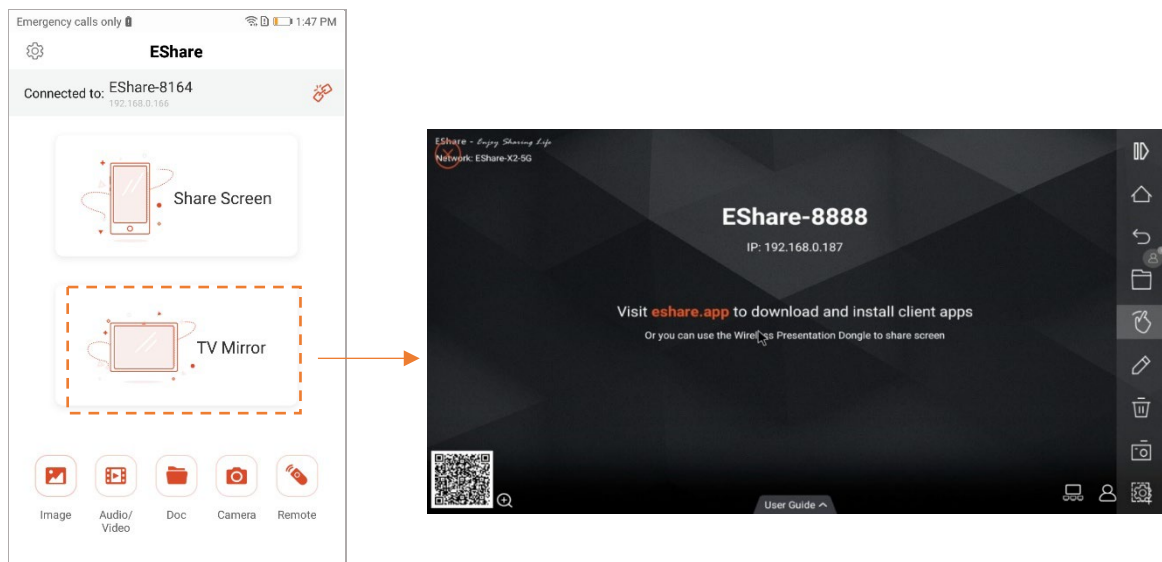 Emergency calls only
1:47 PM
EShare
Connected to: EShare-8164
192.168.0.166
Share Screen
TV Mirror
Image
Audio/
Video
Doc
Camera
Remote
EShare - Enjoy Sharing Life
Network: EShare-X2-5G
EShare-8888
IP: 192.168.0.187
Visit eshare.app to download and install client apps
Or you can use the Wireless Presentation Dongle to share screen
User Guide